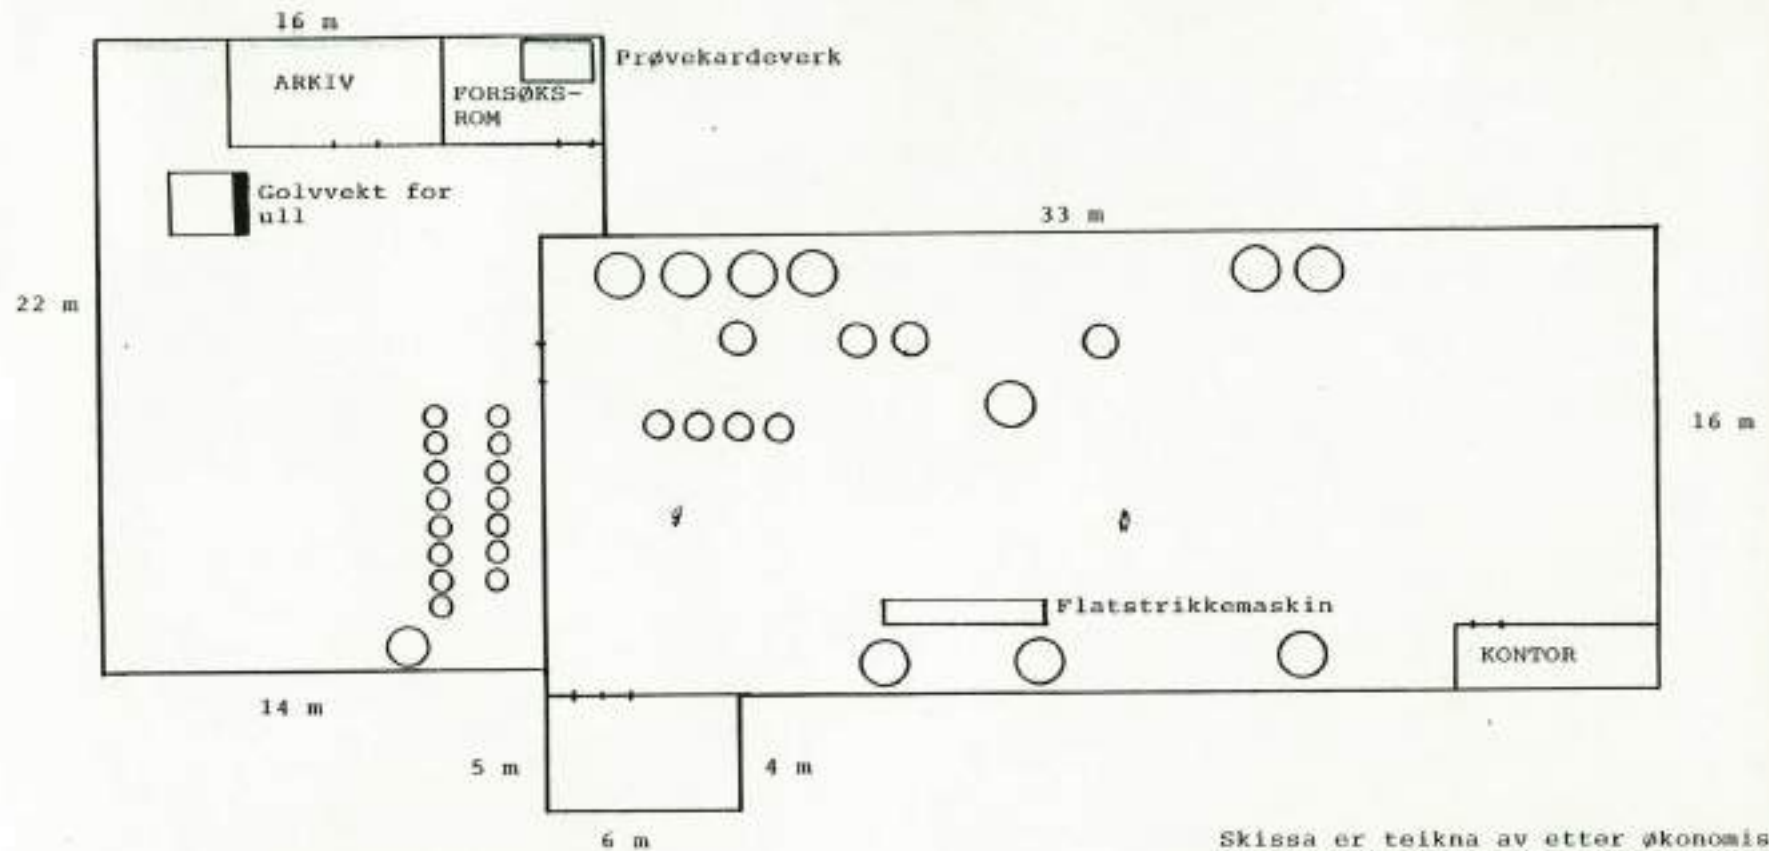 16 m
Prøvekardeverk
ARKIV
FORSØKS-
ROM
Golvvekt for
ull
33 m
22 m
16 m
Flatstrikkemaskin
KONTOR
14 m
5 m
4 m
6 m
Skissa er teikna av etter økonomis